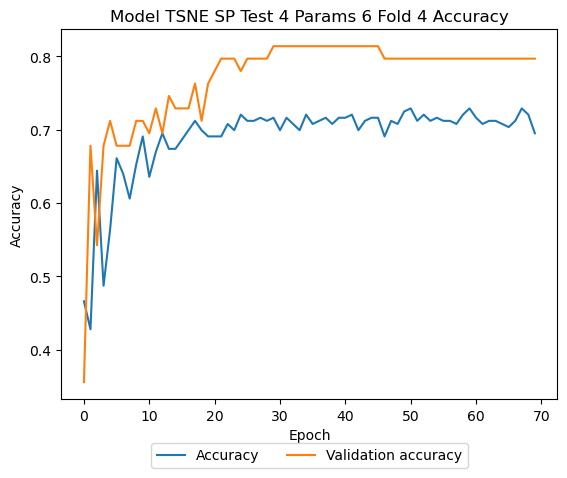 Model TSNE SP Test 4 Params 6 Fold 4 Accuracy
0.8
0.7
0.6
0.5
0.4
Accuracy
0 10 20 30 40 50 60 70
Epoch
Accuracy Validation accuracy